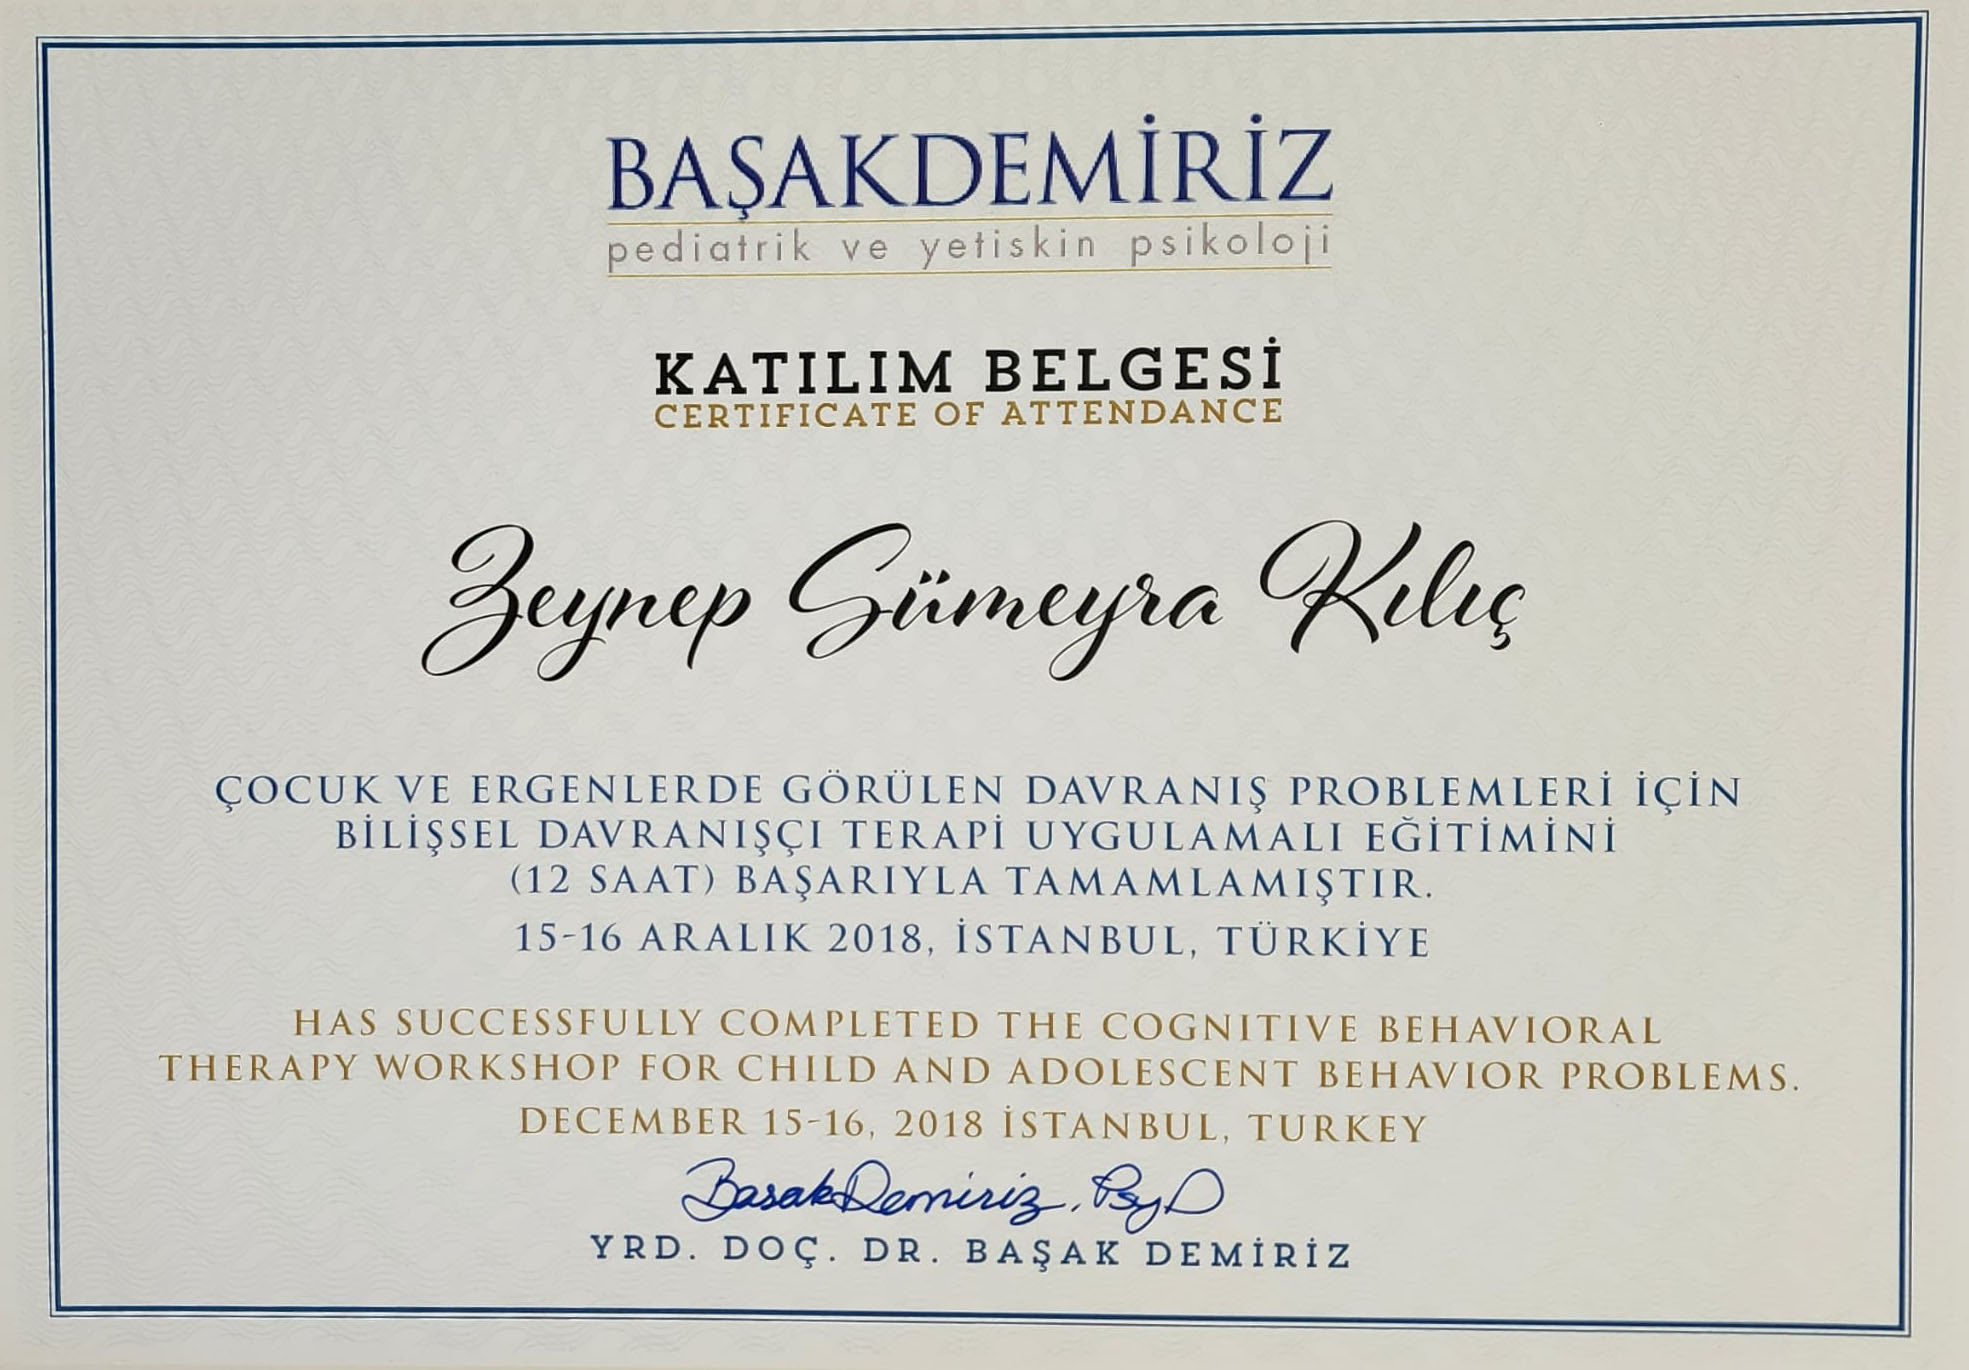 BAŞAKDEMİRİZ
pediatrik ve yetiskin psikoloji
KATILIM BELGESİ
CERTIFICATE OF ATTENDANCE
Zeynep Sümeyra Kılıç
ÇOCUK VE ERGENLERDE GÖRÜLEN DAVRANIŞ PROBLEMLERİ İÇİN
BİLİŞSEL DAVRANIŞÇI TERAPİ UYGULAMALI EĞİTİMİNİ
(12 SAAT) BAŞARIYLA TAMAMLAMIŞTIR.
15-16 ARALIK 2018, İSTANBUL, TÜRKİYE
HAS SUCCESSFULLY COMPLETED THE COGNITIVE BEHAVIORAL
THERAPY WORKSHOP FOR CHILD AND ADOLESCENT BEHAVIOR PROBLEMS.
DECEMBER 15-16, 2018 İSTANBUL, TURKEY
Basak Demiriz, PsyD
YRD. DOÇ. DR. BAŞAK DEMİRİZ